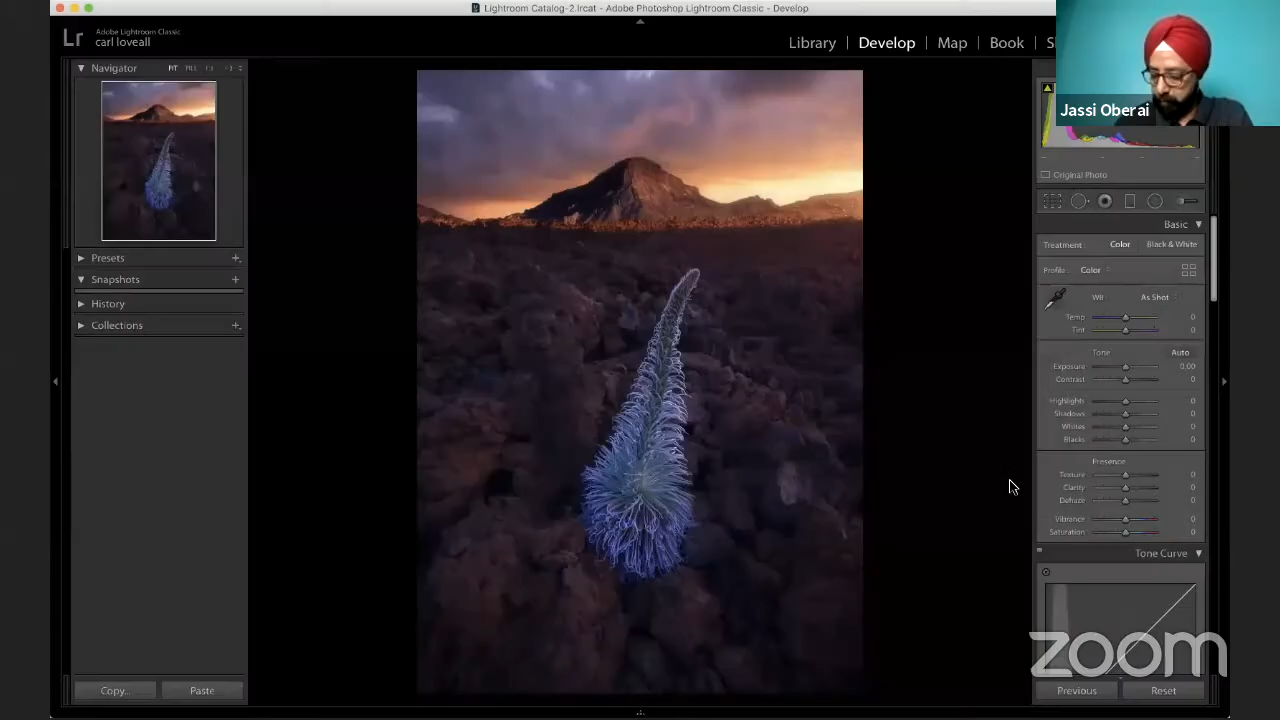 Lightroom Catalog-2.lrcat - Adobe Photoshop Lightroom Classic - Develop
Lr
Adobe Lightroom Classic
carl loveall
Library | Develop | Map | Book |
Jassi Oberai
Navigator
Presets
Snapshots
History
Collections
Copy...
Paste
Original Photo
Basic
Treatment: Color Black & White
Profile: Color
WB: As Shot
Temp 0
Tint 0
Tone Auto
Exposure 0.00
Contrast 0
Highlights 0
Shadows 0
Whites 0
Blacks 0
Presence
Texture 0
Clarity 0
Dehaze 0
Vibrance 0
Saturation 0
Tone Curve
zoom
Previous
Reset